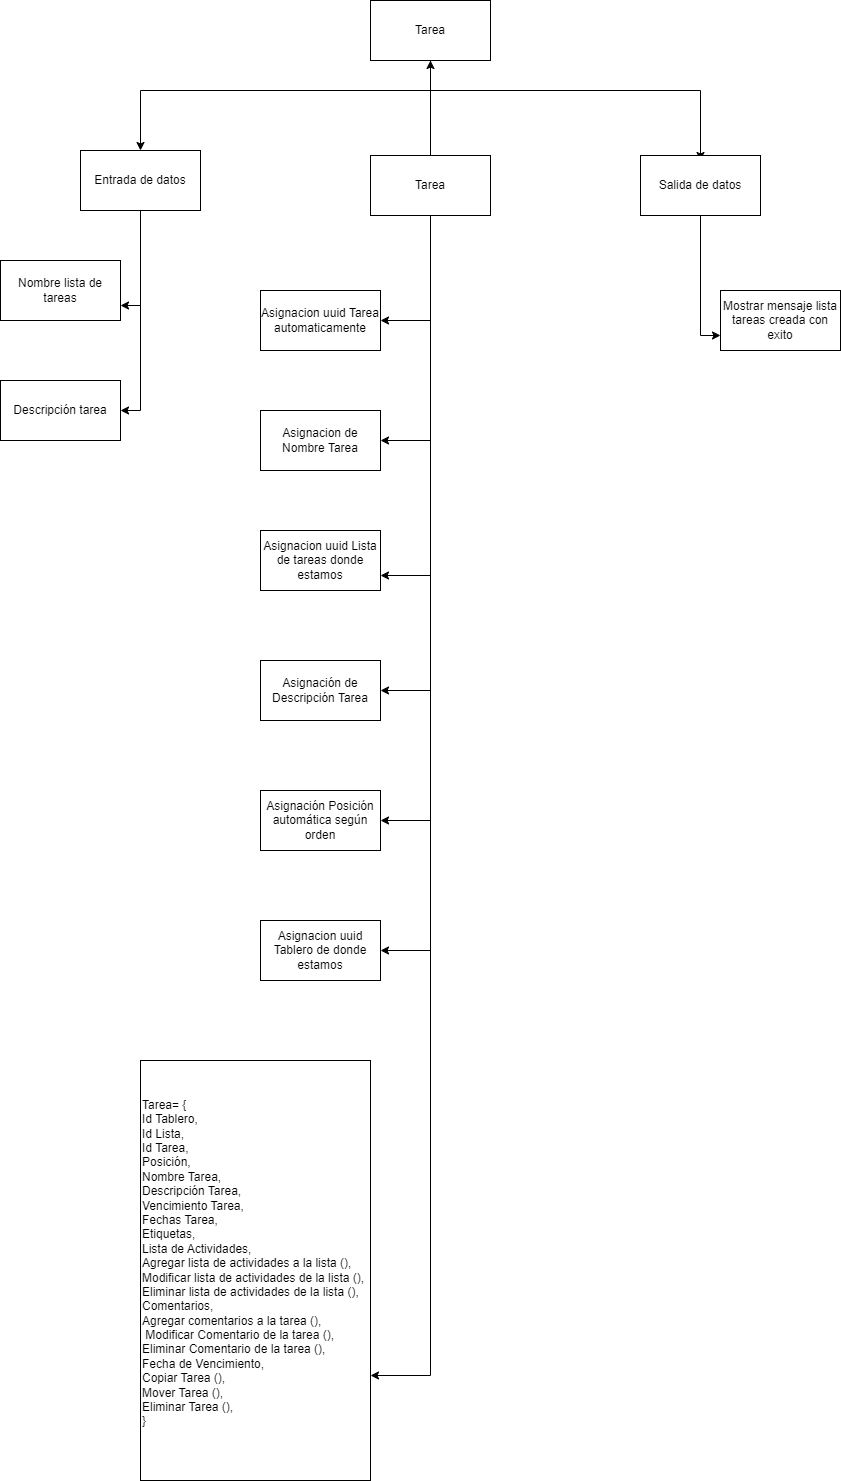 Tarea
Entrada de datos
Tarea
Salida de datos
Nombre lista de
tareas
Descripción tarea
Asignacion uuid Tarea
automaticamente
Asignacion de
Nombre Tarea
Asignacion uuid Lista
de tareas donde
estamos
Asignación de
Descripción Tarea
Asignación Posición
automática según
orden
Asignacion uuid
Tablero de donde
estamos
Mostrar mensaje lista
tareas creada con
exito
Tarea= {
Id Tablero,
Id Lista,
Id Tarea,
Posición,
Nombre Tarea,
Descripción Tarea,
Vencimiento Tarea,
Fechas Tarea,
Etiquetas,
Lista de Actividades,
Agregar lista de actividades a la lista (),
Modificar lista de actividades de la lista (),
Eliminar lista de actividades de la lista (),
Comentarios,
Agregar comentarios a la tarea (),
Modificar Comentario de la tarea (),
Eliminar Comentario de la tarea (),
Fecha de Vencimiento,
Copiar Tarea (),
Mover Tarea (),
Eliminar Tarea (),
}